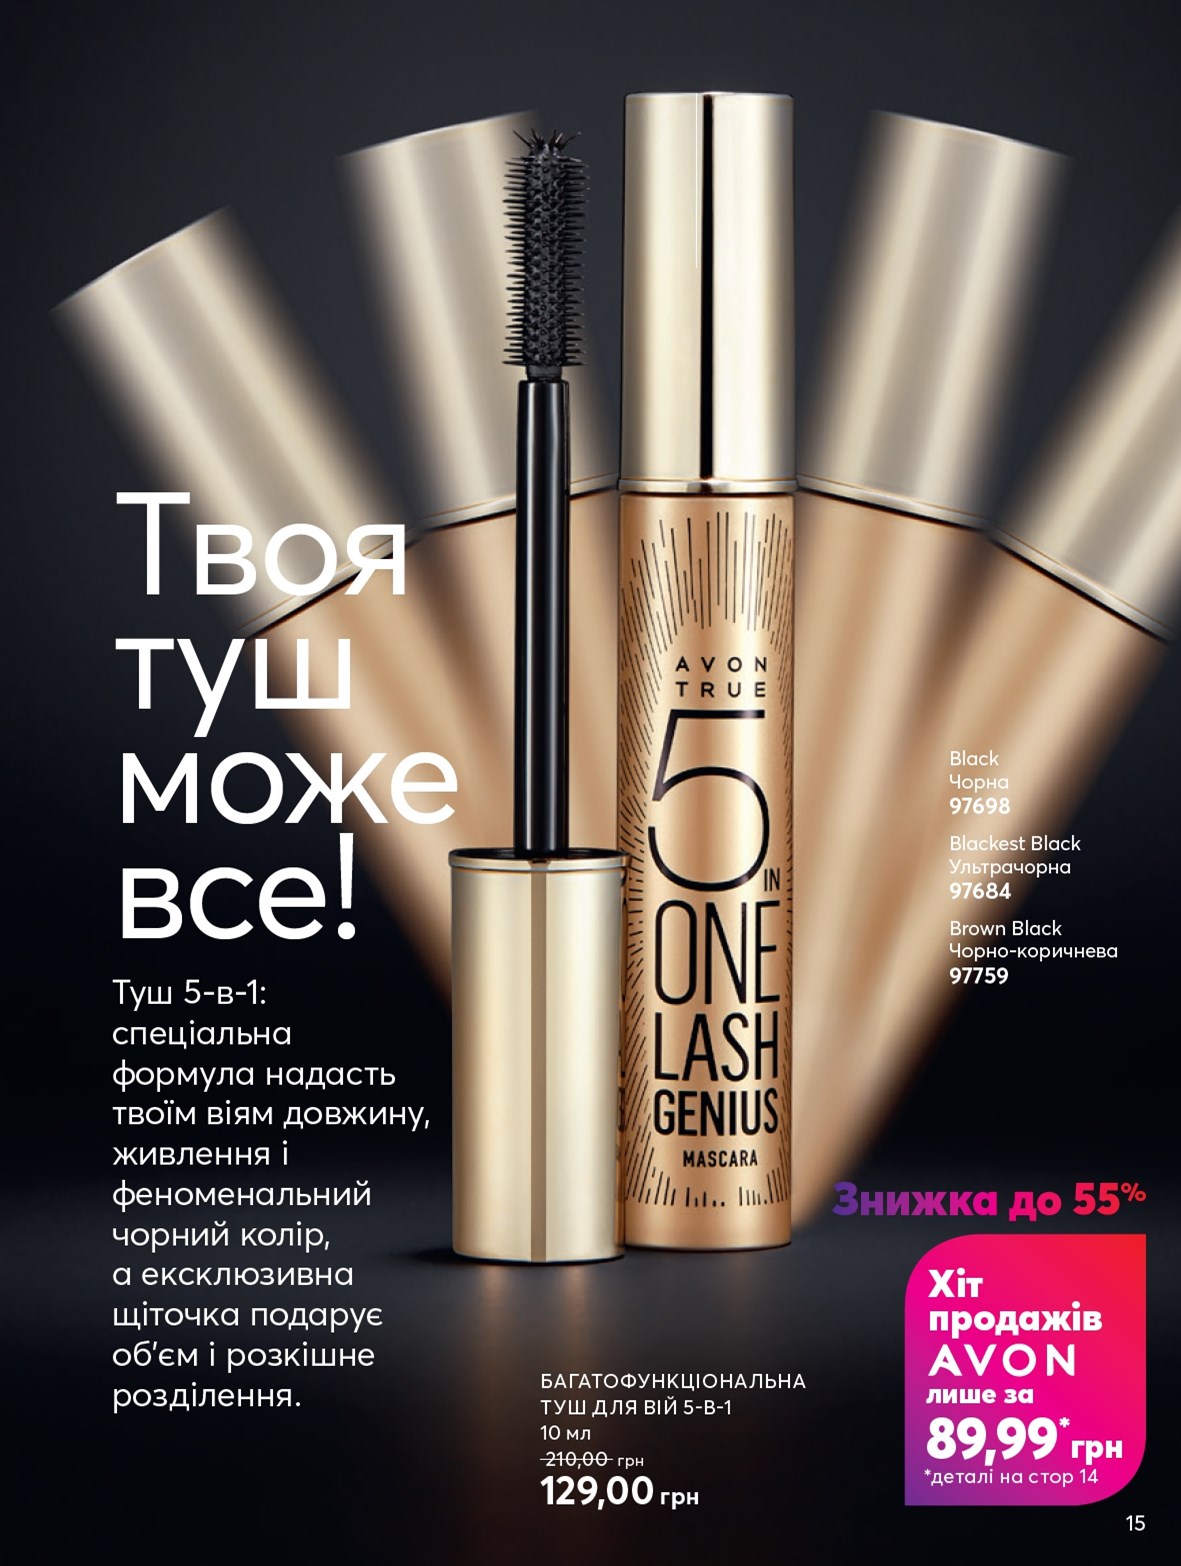 Твоя
туш
може
все!
Туш 5-в-1:
спеціальна
формула надасть
твоїм віям довжину,
живлення і
феноменальний
чорний колір,
а ексклюзивна
щіточка подарує
об'єм і розкішне
розділення.
AVON
TRUE
5
IN
ONE
LASH
GENIUS
MASCARA
Black
Чорна
97698
Blackest Black
Ультрачорна
97684
Brown Black
Чорно-коричнева
97759
БАГАТОФУНКЦІОНАЛЬНА
ТУШ ДЛЯ ВІЙ 5-В-1
10 мл
210,00 грн
129,00 грн
Знижка до 55%
Хіт
продажів
AVON
лише за
89,99* грн
*деталі на стор 14
15